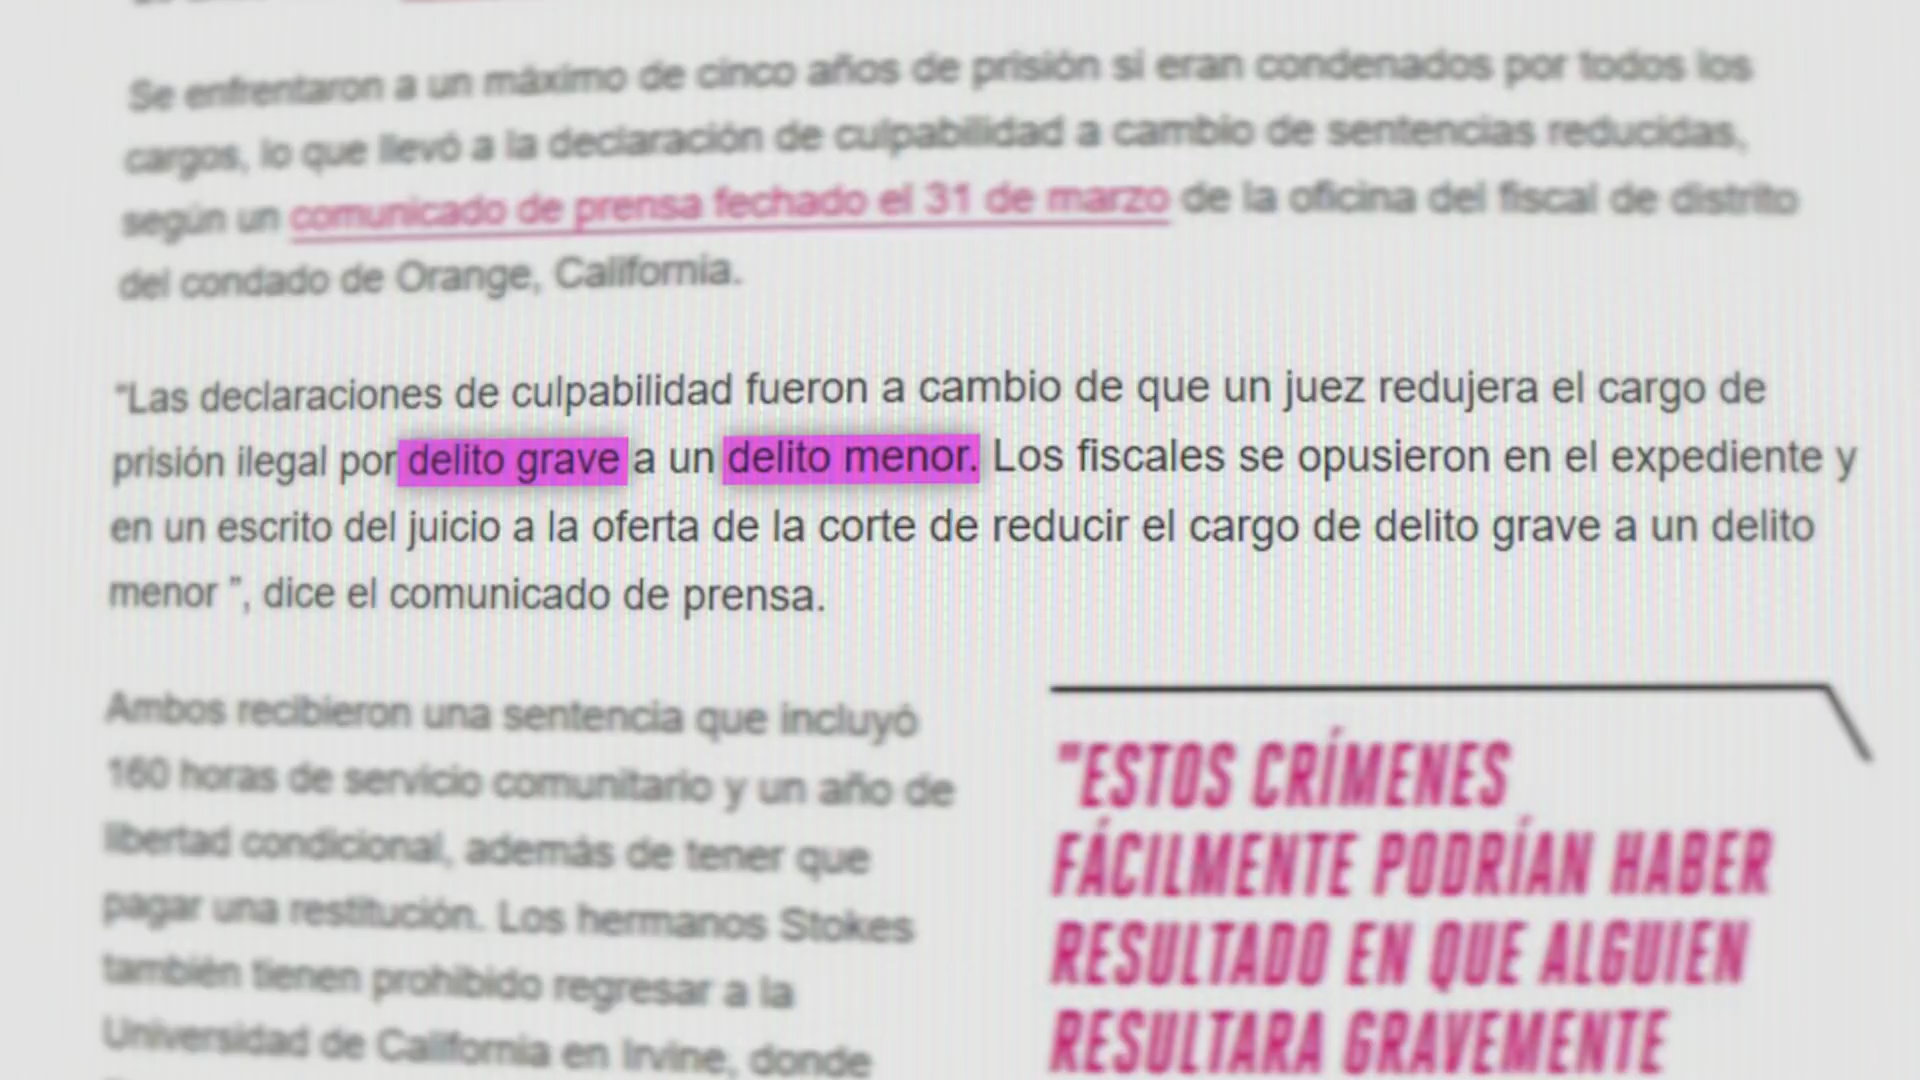 Se enfrentaron a un máximo de cinco años de prisión si eran condenados por todos los
cargos, lo que llevó a la declaración de culpabilidad a cambio de sentencias reducidas,
según un comunicado de prensa fechado el 31 de marzo de la oficina del fiscal de distrito
del condado de Orange, California.
“Las declaraciones de culpabilidad fueron a cambio de que un juez redujera el cargo de
prisión ilegal por delito grave a un delito menor. Los fiscales se opusieron en el expediente y
en un escrito del juicio a la oferta de la corte de reducir el cargo de delito grave a un delito
menor ”, dice el comunicado de prensa.
Ambos recibieron una sentencia que incluyó
160 horas de servicio comunitario y un año de
libertad condicional, además de tener que
pagar una restitución. Los hermanos Stokes
también tienen prohibido regresar a la
Universidad de California en Irvine, donde
"ESTOS CRÍMENES
FÁCILMENTE PODRÍAN HABER
RESULTADO EN QUE ALGUIEN
RESULTARA GRAVEMENTE